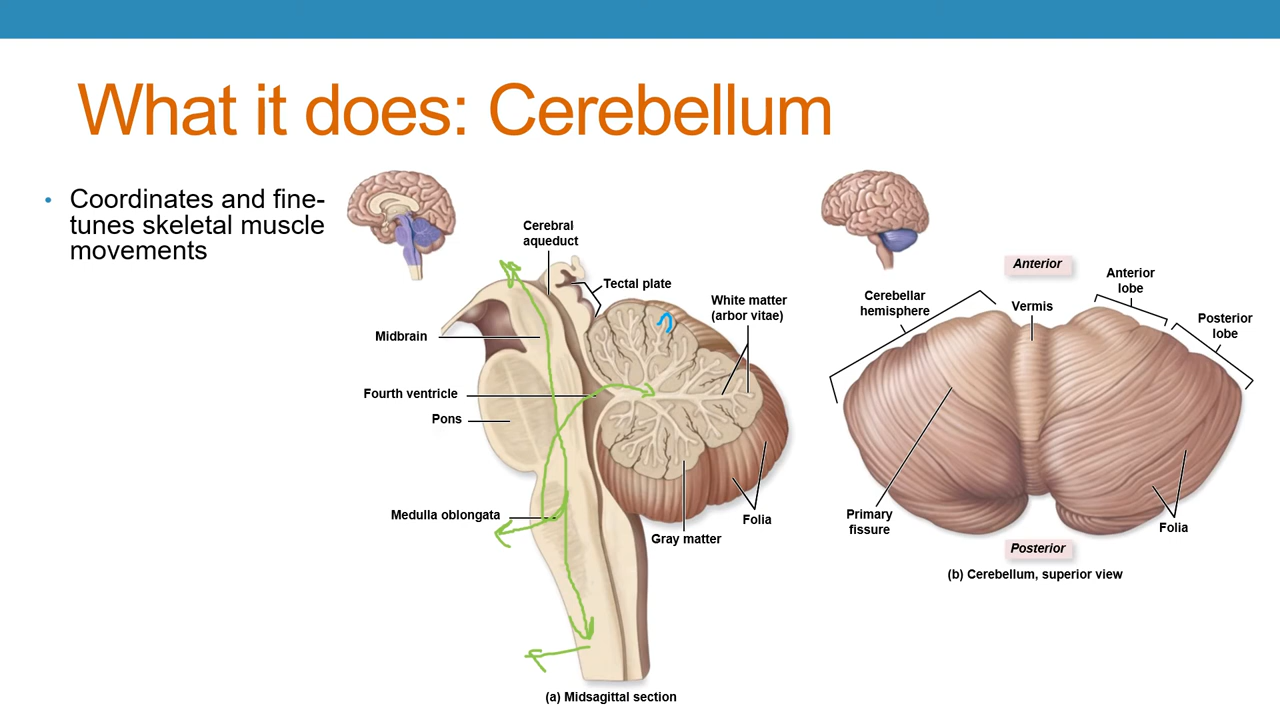 What it does: Cerebellum
• Coordinates and fine-
tunes skeletal muscle
movements
Cerebral
aqueduct
Tectal plate
White matter
(arbor vitae)
Midbrain
Fourth ventricle
Pons
Medulla oblongata
Folia
Gray matter
(a) Midsagittal section
Anterior
Cerebellar
hemisphere
Vermis
Anterior
lobe
Posterior
lobe
Primary
fissure
Folia
Posterior
(b) Cerebellum, superior view